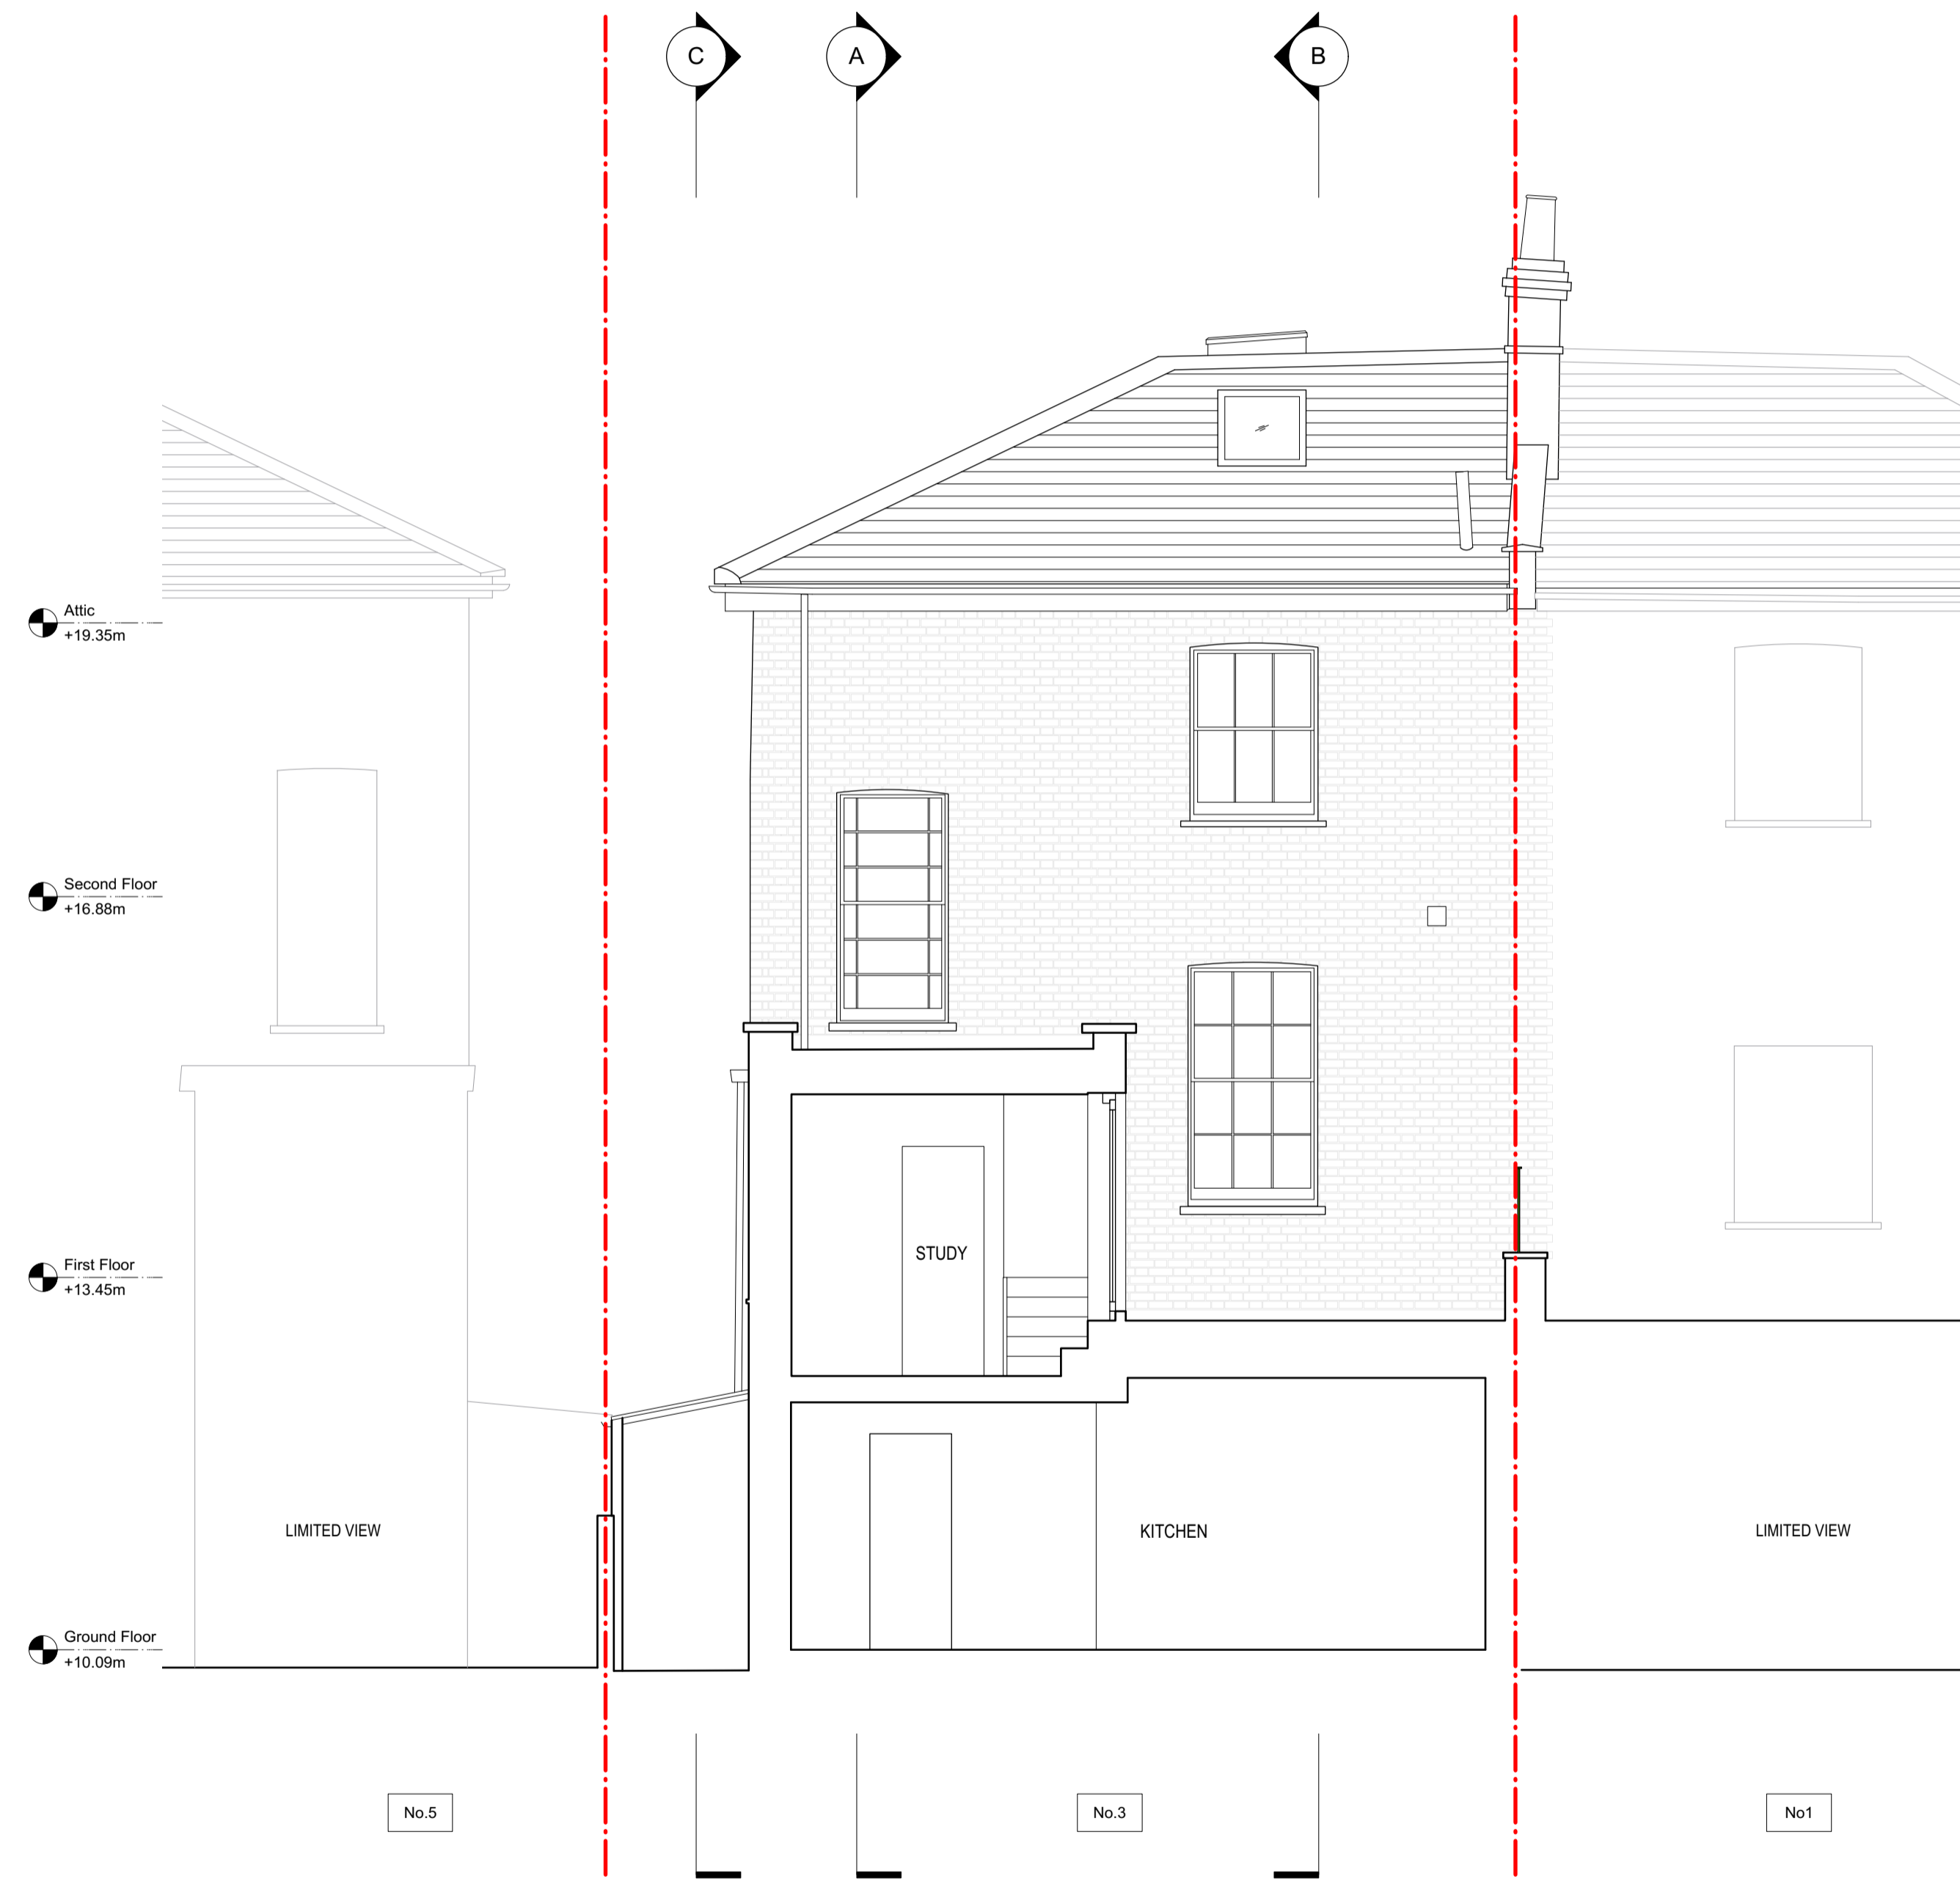 C
A
B
Attic
+19.35m
Second Floor
+16.88m
First Floor
+13.45m
STUDY
LIMITED VIEW
KITCHEN
LIMITED VIEW
Ground Floor
+10.09m
No.5
No.3
No1